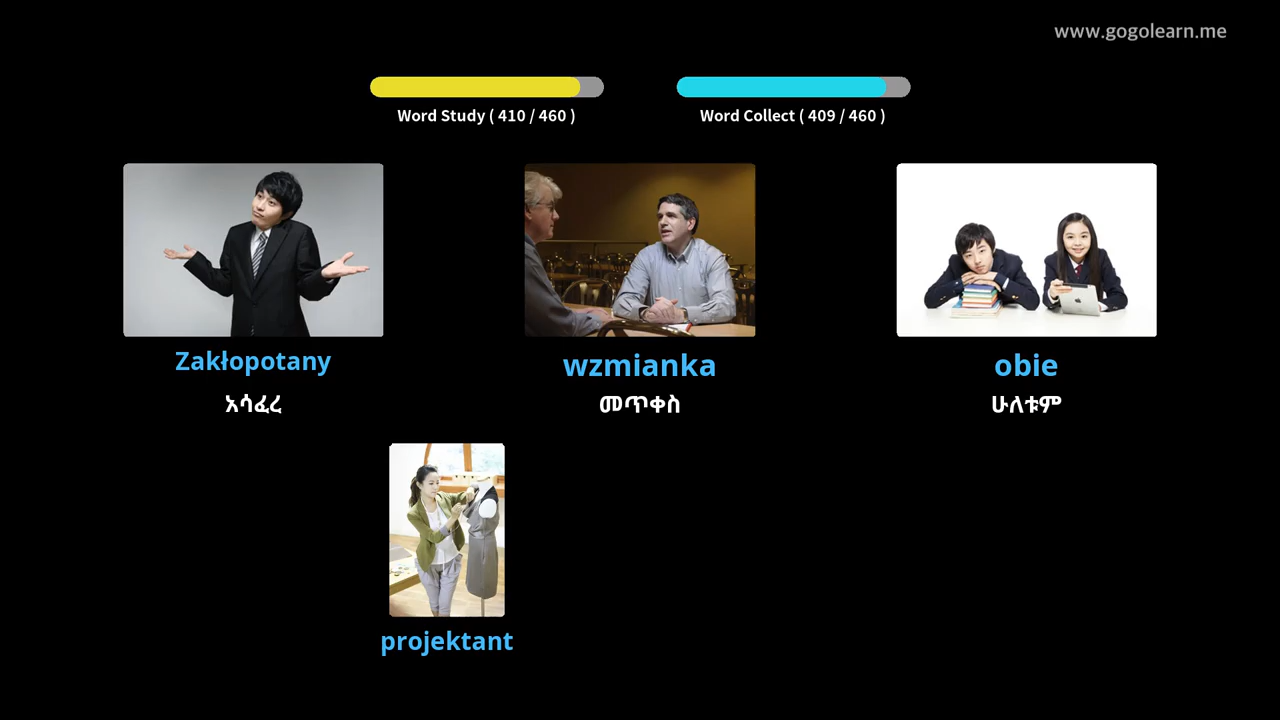 www.gogolearn.me
Word Study ( 410 / 460 )
Word Collect ( 409 / 460 )
Zakłopotany
አሳፈረ
wzmianka
መጥቀስ
obie
ሁለቱም
projektant